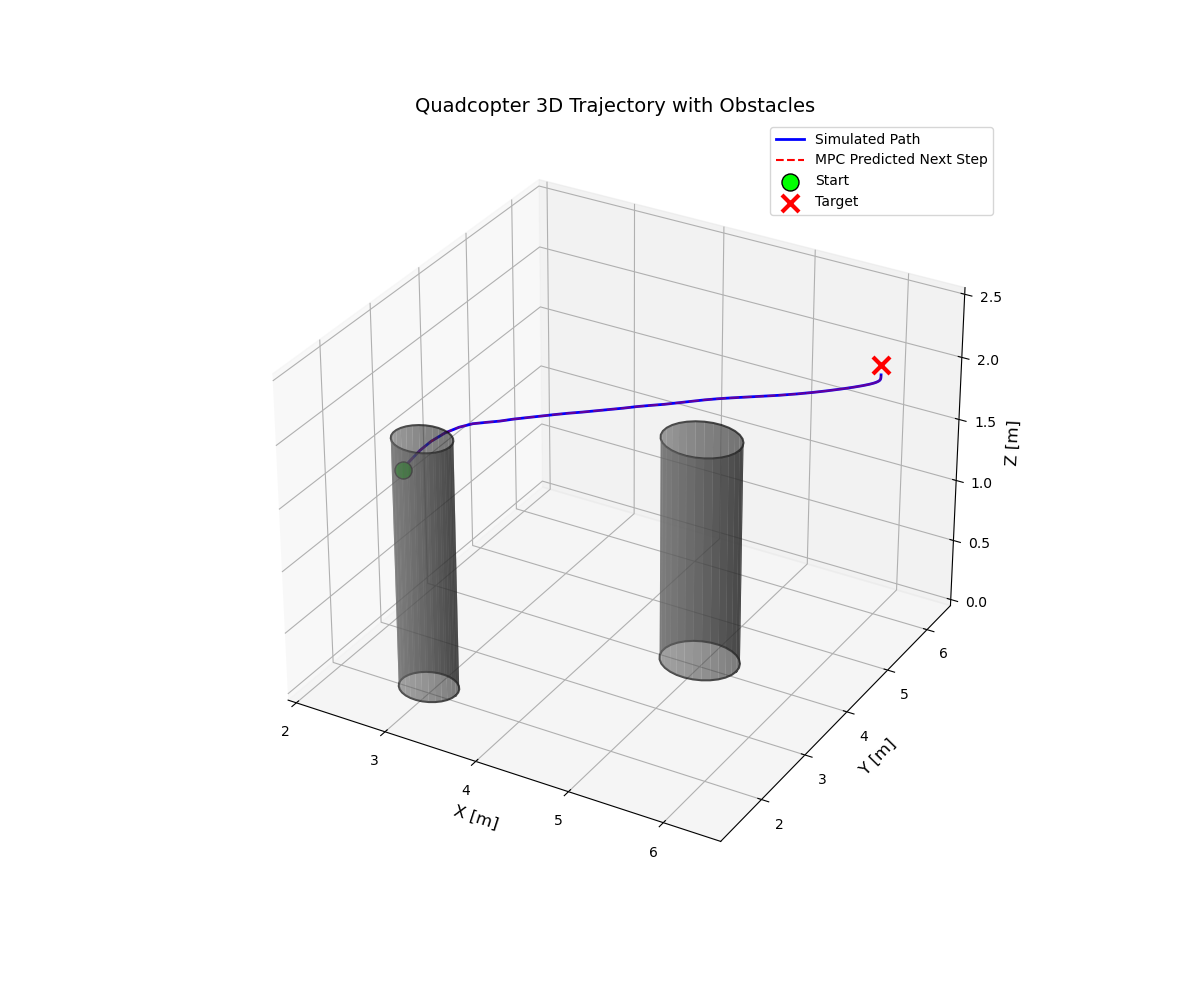 Quadcopter 3D Trajectory with Obstacles
Simulated Path
MPC Predicted Next Step
Start
Target
2.5
2.0
1.5
1.0
0.5
0.0
Z [m]
6
5
4
3
2
Y [m]
2
3
4
5
6
X [m]